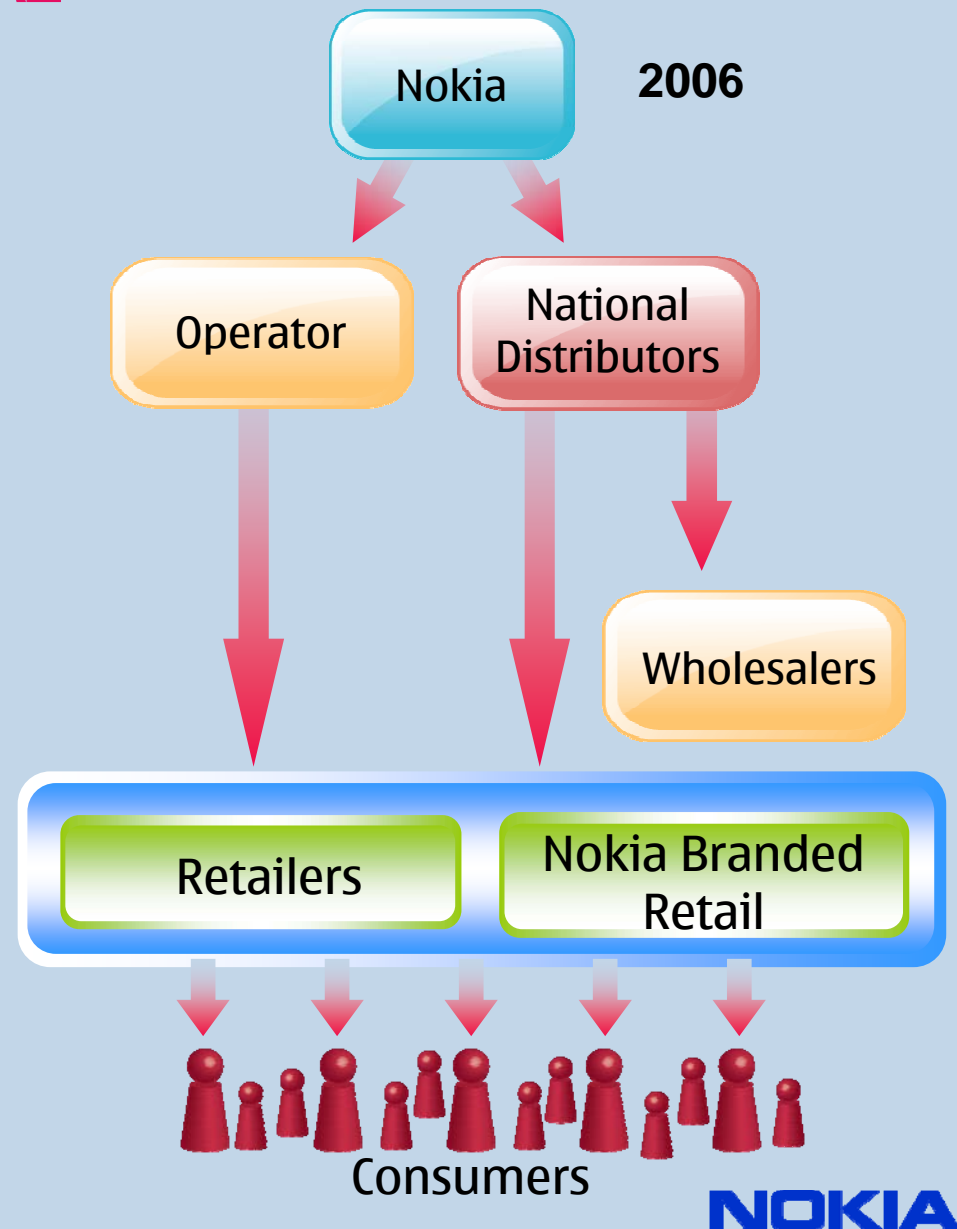 Nokia
2006
Operator
National
Distributors
Wholesalers
Retailers
Nokia Branded
Retail
Consumers
NOKIA